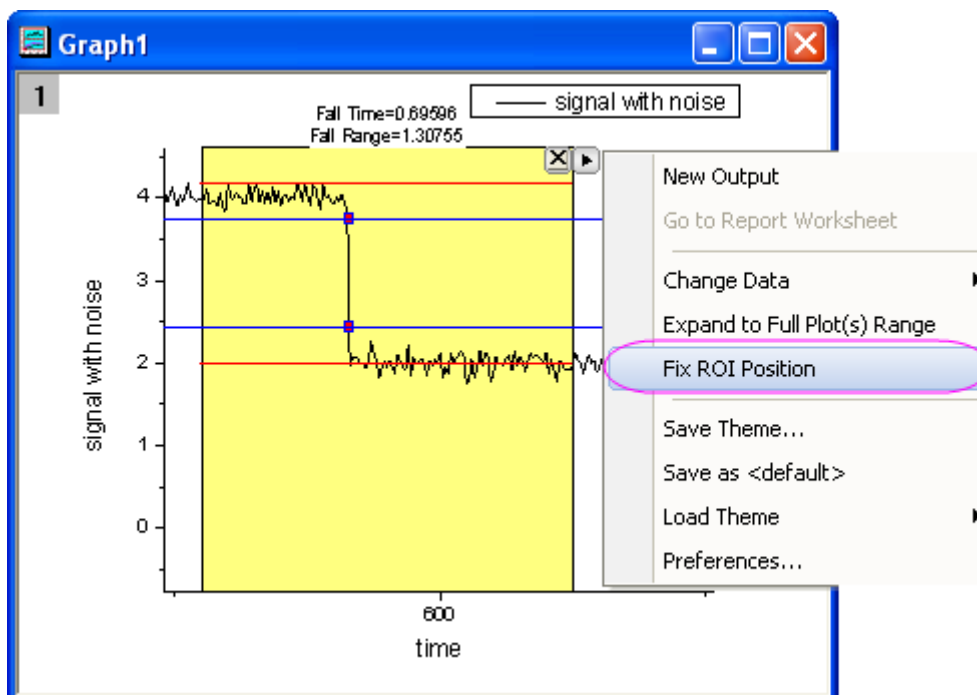 Graph1
1
signal with noise
Fall Time=0.69596
Fall Range=1.30755
4
3
2
1
0
signal with noise
600
time
New Output
Go to Report Worksheet
Change Data
Expand to Full Plot(s) Range
Fix ROI Position
Save Theme...
Save as <default>
Load Theme
Preferences...